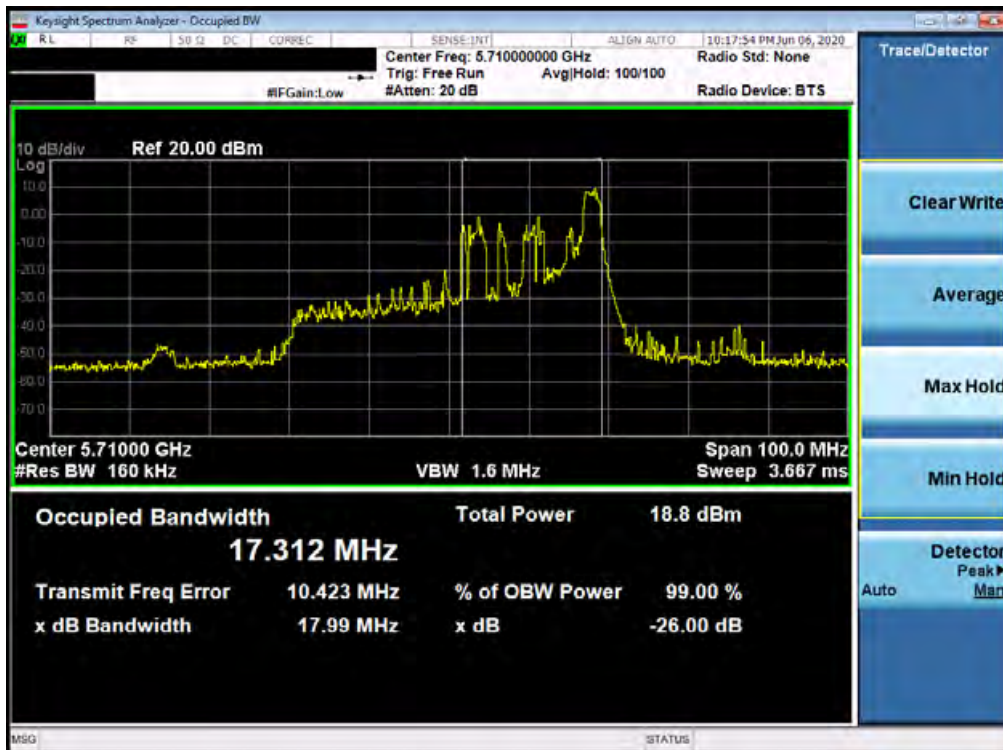 Keysight Spectrum Analyzer - Occupied BW
LXI RL RF 50 Ω DC CORREC SENSE:INT ALIGN AUTO 10:17:54 PM Jun 06, 2020
Center Freq: 5.710000000 GHz Radio Std: None
Trig: Free Run Avg|Hold: 100/100
#IFGain:Low #Atten: 20 dB Radio Device: BTS
10 dB/div Ref 20.00 dBm
Log
10.0
0.00
-10.0
-20.0
-30.0
-40.0
-50.0
-60.0
-70.0
Center 5.71000 GHz Span 100.0 MHz
#Res BW 160 kHz VBW 1.6 MHz Sweep 3.667 ms
Occupied Bandwidth Total Power 18.8 dBm
17.312 MHz
Transmit Freq Error 10.423 MHz % of OBW Power 99.00 %
x dB Bandwidth 17.99 MHz x dB -26.00 dB
MSG STATUS
Trace/Detector
Clear Write
Average
Max Hold
Min Hold
Detector
Peak
Auto Man